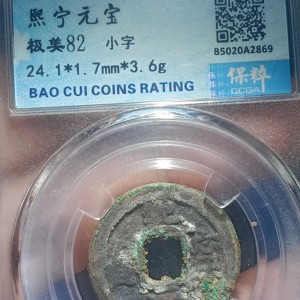 熙宁元宝
极美82 小字
24.1*1.7mm*3.6g
BAO CUI COINS RATING
B5020A2869
保粹
DCGA